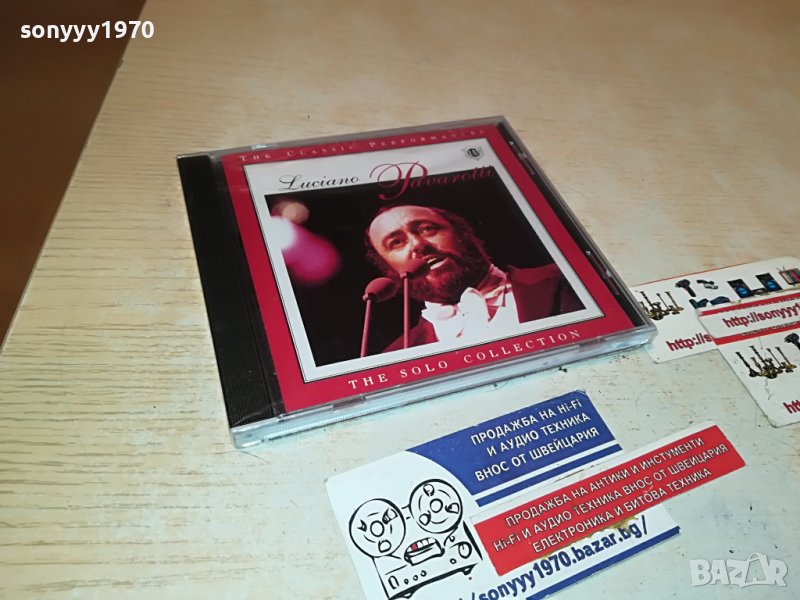 sonyyy1970
THE CLASSIC PERFORMANCES
Luciano Pavarotti
THE SOLO COLLECTION
http://sonyyy1
http
htt
ПРОДАЖБА НА Hi-Fi
И АУДИО ТЕХНИКА
ВНОС ОТ ШВЕЙЦАРИЯ
ПРОДАЖБА НА АНТИКИ И ИНСТУМЕНТИ
Hi-Fi И АУДИО ТЕХНИКА ВНОС ОТ ШВЕЙЦАРИЯ
ЕЛЕКТРОНИКА И БИТОВА ТЕХНИКА
/sonyyy1970.bazar.bg/
BAZAR